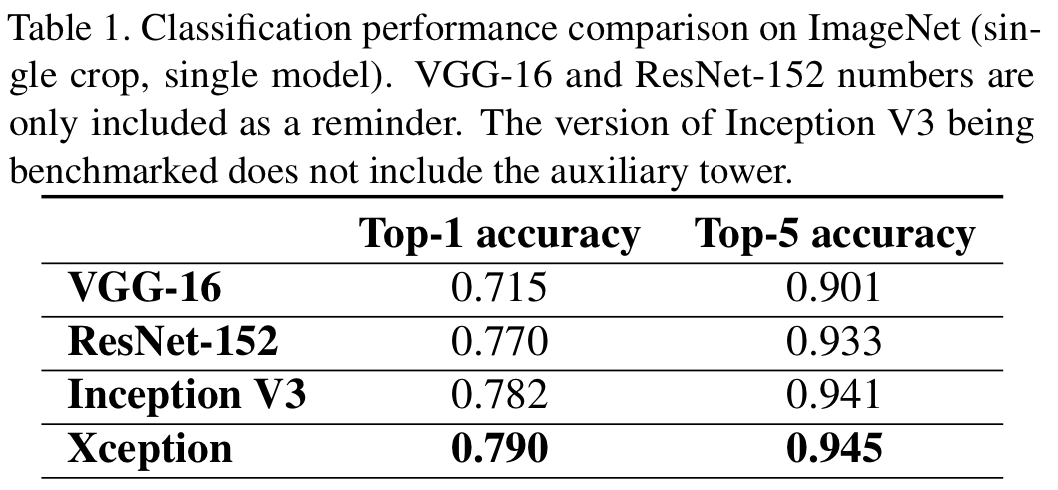 Table 1. Classification performance comparison on ImageNet (sin-
gle crop, single model). VGG-16 and ResNet-152 numbers are
only included as a reminder. The version of Inception V3 being
benchmarked does not include the auxiliary tower.
Top-1 accuracy Top-5 accuracy
VGG-16 0.715 0.901
ResNet-152 0.770 0.933
Inception V3 0.782 0.941
Xception 0.790 0.945